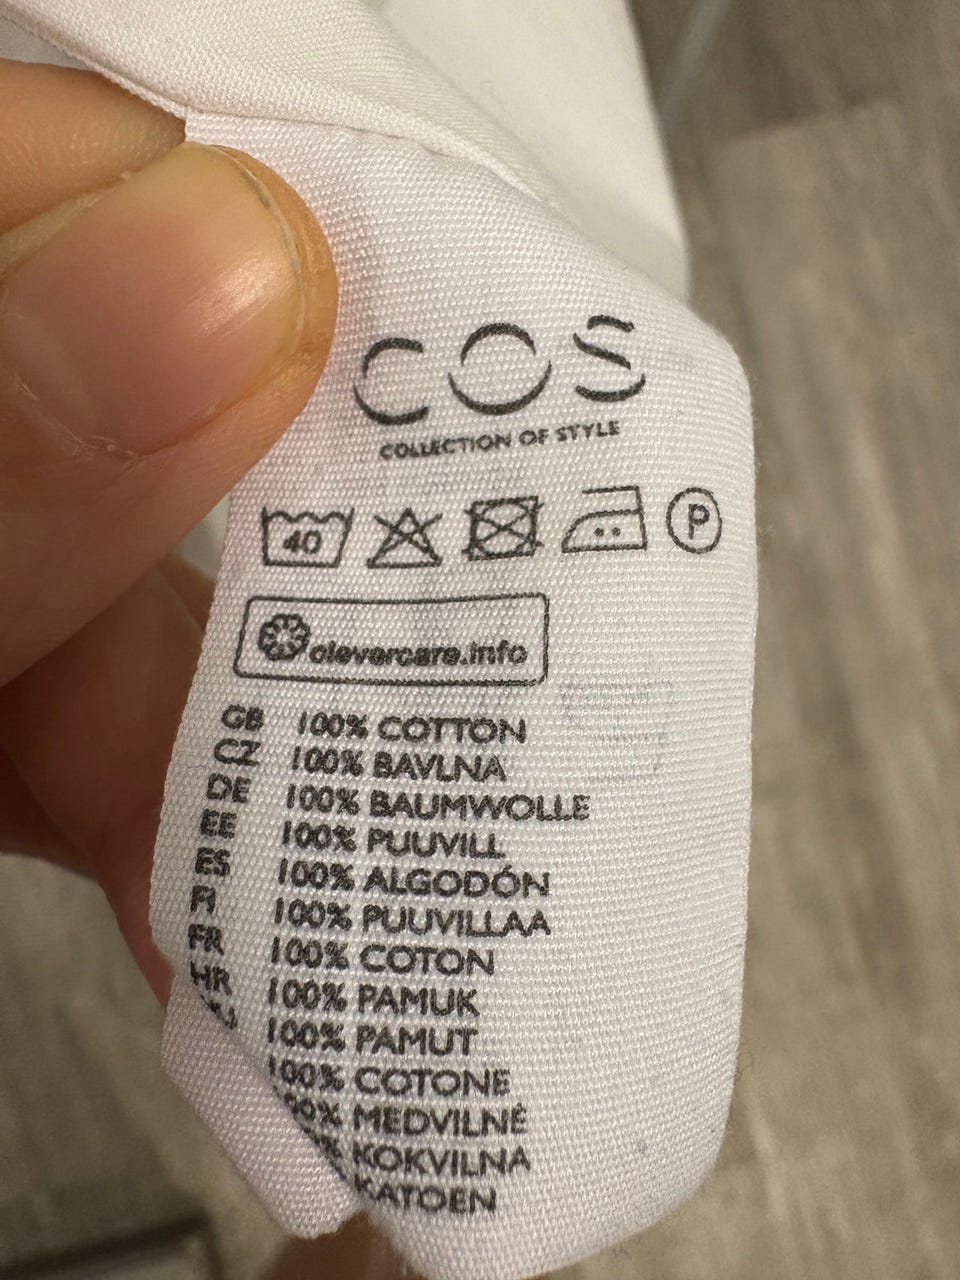 COS
COLLECTION OF STYLE
40 P
clevercare.info
GB 100% COTTON
CZ 100% BAVLNA
DE 100% BAUMWOLLE
EE 100% PUUVILL
ES 100% ALGODÓN
FI 100% PUUVILLAA
FR 100% COTON
HR 100% PAMUK
100% PAMUT
100% COTONE
MEDVILNĖ
KOKVILNA
KATOEN